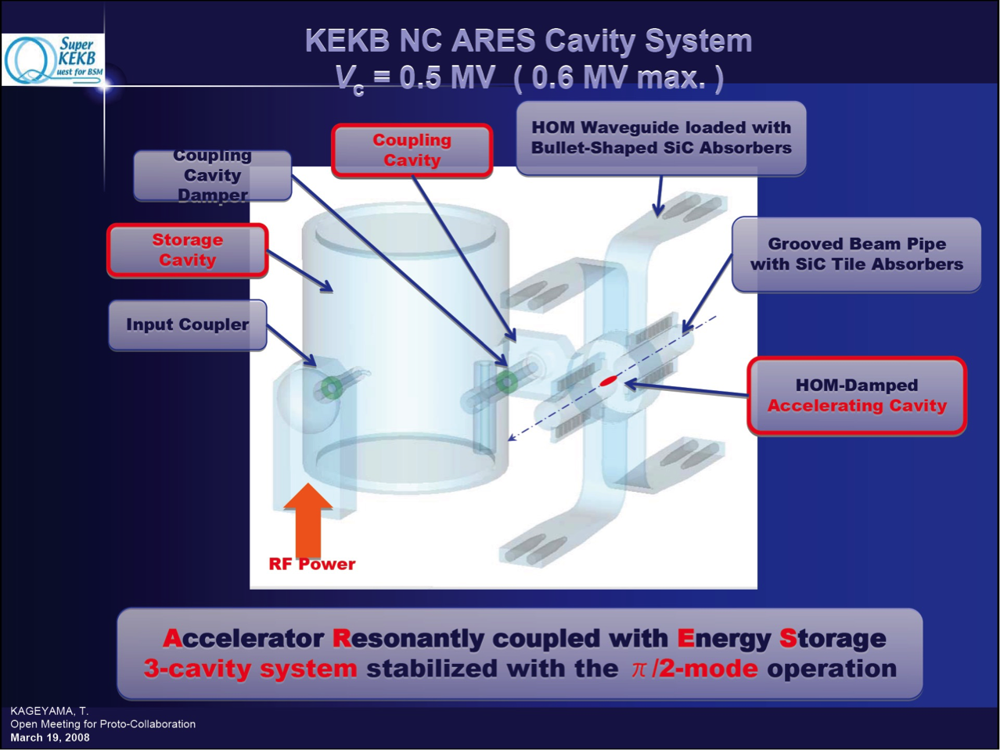 Super
KEKB
Quest for BSM
KEKB NC ARES Cavity System
Vc = 0.5 MV ( 0.6 MV max. )
HOM Waveguide loaded with
Bullet-Shaped SiC Absorbers
Coupling
Cavity
Coupling
Cavity
Damper
Storage
Cavity
Grooved Beam Pipe
with SiC Tile Absorbers
Input Coupler
HOM-Damped
Accelerating Cavity
RF Power
Accelerator Resonantly coupled with Energy Storage
3-cavity system stabilized with the π/2-mode operation
KAGEYAMA, T.
Open Meeting for Proto-Collaboration
March 19, 2008